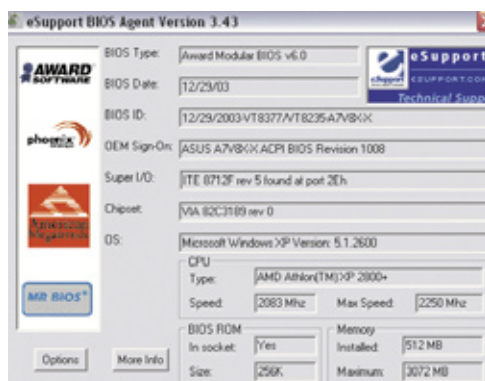 eSupport BIOS Agent Version 3.43
AWARD
SOFTWARE
phoenix
American
Megatrends
MR BIOS
Options
More Info
BIOS Type: Award Modular BIOS v6.0
eSupport
ESUPPORT.COM
Technical Supp
BIOS Date: 12/29/03
BIOS ID: 12/29/2003-VT8377/VT8235-A7V8X-X
OEM Sign-On: ASUS A7V8X-X ACPI BIOS Revision 1008
Super I/O: ITE 8712F rev 5 found at port 2Eh
Chipset: VIA 82C3189 rev 0
OS: Microsoft Windows XP Version: 5.1.2600
CPU
Type: AMD Athlon(TM) XP 2800+
Speed: 2083 Mhz Max Speed: 2250 Mhz
BIOS ROM
In socket: Yes
Size: 256K
Memory
Installed: 512 MB
Maximum: 3072 MB